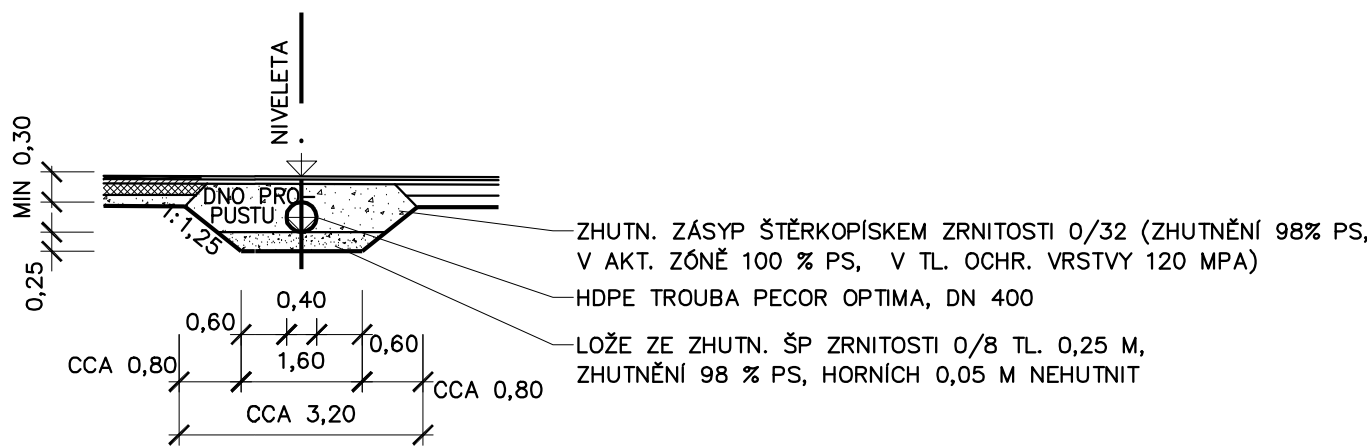 NIVELETA
MIN 0,30
0,25
DNO PRO-
PUSTU
1:1,25
ZHUTN. ZÁSYP ŠTĚRKOPÍSKEM ZRNITOSTI 0/32 (ZHUTNĚNÍ 98% PS,
V AKT. ZÓNĚ 100 % PS, V TL. OCHR. VRSTVY 120 MPA)
HDPE TROUBA PECOR OPTIMA, DN 400
LOŽE ZE ZHUTN. ŠP ZRNITOSTI 0/8 TL. 0,25 M,
ZHUTNĚNÍ 98 % PS, HORNÍCH 0,05 M NEHUTNIT
0,40
0,60
0,60
1,60
CCA 0,80
CCA 0,80
CCA 3,20